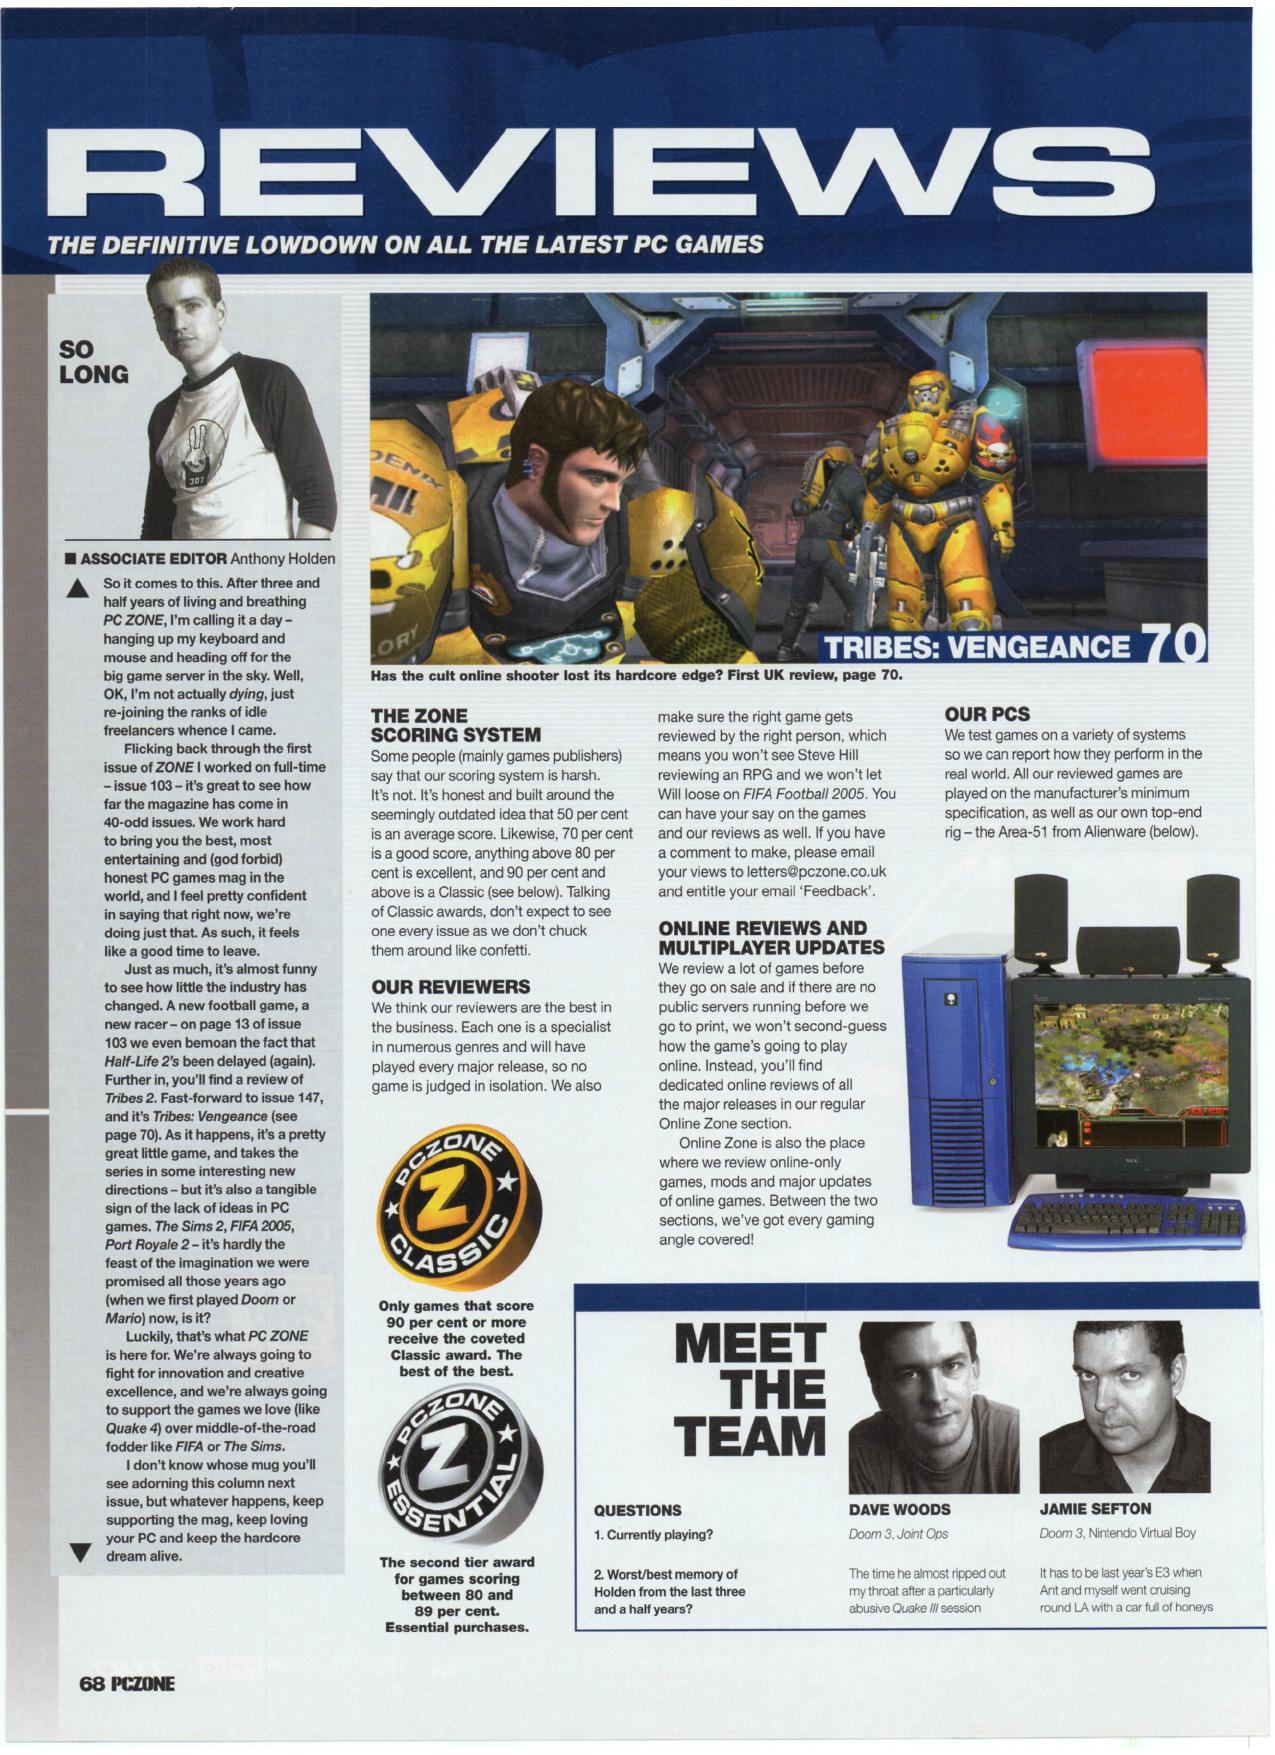 REVIEWS
THE DEFINITIVE LOWDOWN ON ALL THE LATEST PC GAMES
SO
LONG
■ ASSOCIATE EDITOR Anthony Holden
So it comes to this. After three and
half years of living and breathing
PC ZONE, I'm calling it a day –
hanging up my keyboard and
mouse and heading off for the
big game server in the sky. Well,
OK, I'm not actually dying, just
re-joining the ranks of idle
freelancers whence I came.
Flicking back through the first
issue of ZONE I worked on full-time
– issue 103 – it's great to see how
far the magazine has come in
40-odd issues. We work hard
to bring you the best, most
entertaining and (god forbid)
honest PC games mag in the
world, and I feel pretty confident
in saying that right now, we're
doing just that. As such, it feels
like a good time to leave.
Just as much, it's almost funny
to see how little the industry has
changed. A new football game, a
new racer – on page 13 of issue
103 we even bemoan the fact that
Half-Life 2's been delayed (again).
Further in, you'll find a review of
Tribes 2. Fast-forward to issue 147,
and it's Tribes: Vengeance (see
page 70). As it happens, it's a pretty
great little game, and takes the
series in some interesting new
directions – but it's also a tangible
sign of the lack of ideas in PC
games. The Sims 2, FIFA 2005,
Port Royale 2 – it's hardly the
feast of the imagination we were
promised all those years ago
(when we first played Doom or
Mario) now, is it?
Luckily, that's what PC ZONE
is here for. We're always going to
fight for innovation and creative
excellence, and we're always going
to support the games we love (like
Quake 4) over middle-of-the-road
fodder like FIFA or The Sims.
I don't know whose mug you'll
see adorning this column next
issue, but whatever happens, keep
supporting the mag, keep loving
your PC and keep the hardcore
dream alive.
TRIBES: VENGEANCE 70
Has the cult online shooter lost its hardcore edge? First UK review, page 70.
THE ZONE
SCORING SYSTEM
Some people (mainly games publishers)
say that our scoring system is harsh.
It's not. It's honest and built around the
seemingly outdated idea that 50 per cent
is an average score. Likewise, 70 per cent
is a good score, anything above 80 per
cent is excellent, and 90 per cent and
above is a Classic (see below). Talking
of Classic awards, don't expect to see
one every issue as we don't chuck
them around like confetti.
OUR REVIEWERS
We think our reviewers are the best in
the business. Each one is a specialist
in numerous genres and will have
played every major release, so no
game is judged in isolation. We also
make sure the right game gets
reviewed by the right person, which
means you won't see Steve Hill
reviewing an RPG and we won't let
Will loose on FIFA Football 2005. You
can have your say on the games
and our reviews as well. If you have
a comment to make, please email
your views to letters@pczone.co.uk
and entitle your email 'Feedback'.
ONLINE REVIEWS AND
MULTIPLAYER UPDATES
We review a lot of games before
they go on sale and if there are no
public servers running before we
go to print, we won't second-guess
how the game's going to play
online. Instead, you'll find
dedicated online reviews of all
the major releases in our regular
Online Zone section.
Online Zone is also the place
where we review online-only
games, mods and major updates
of online games. Between the two
sections, we've got every gaming
angle covered!
OUR PCS
We test games on a variety of systems
so we can report how they perform in the
real world. All our reviewed games are
played on the manufacturer's minimum
specification, as well as our own top-end
rig – the Area-51 from Alienware (below).
PCZONE
Z
CLASSIC
Only games that score
90 per cent or more
receive the coveted
Classic award. The
best of the best.
PCZONE
Z
ESSENTIAL
The second tier award
for games scoring
between 80 and
89 per cent.
Essential purchases.
MEET
THE
TEAM
QUESTIONS
1. Currently playing?
2. Worst/best memory of
Holden from the last three
and a half years?
DAVE WOODS
Doom 3, Joint Ops
The time he almost ripped out
my throat after a particularly
abusive Quake III session
JAMIE SEFTON
Doom 3, Nintendo Virtual Boy
It has to be last year's E3 when
Ant and myself went cruising
round LA with a car full of honeys
68 PCZONE